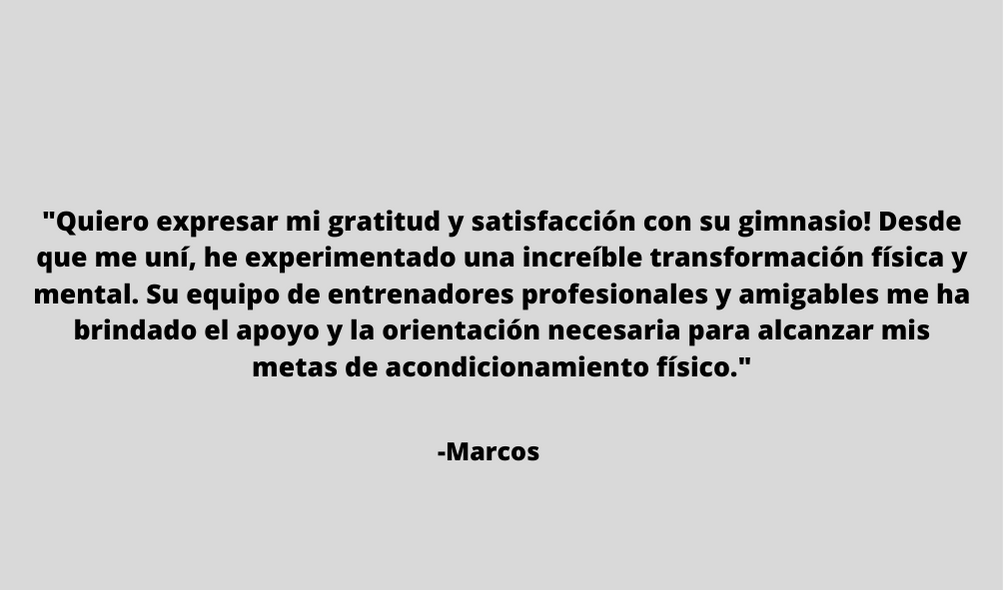 "Quiero expresar mi gratitud y satisfacción con su gimnasio! Desde
que me uní, he experimentado una increíble transformación física y
mental. Su equipo de entrenadores profesionales y amigables me ha
brindado el apoyo y la orientación necesaria para alcanzar mis
metas de acondicionamiento físico."
-Marcos